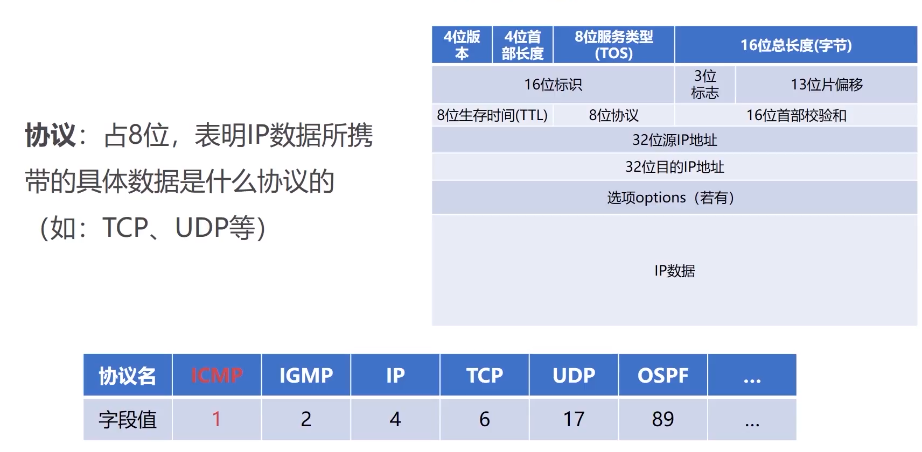 协议：占8位，表明IP数据所携
带的具体数据是什么协议的
（如：TCP、UDP等）
4位版本 4位首部长度 8位服务类型(TOS) 16位总长度(字节)
16位标识 3位标志 13位片偏移
8位生存时间(TTL) 8位协议 16位首部校验和
32位源IP地址
32位目的IP地址
选项options（若有）
IP数据
协议名 ICMP IGMP IP TCP UDP OSPF ...
字段值 1 2 4 6 17 89 ...